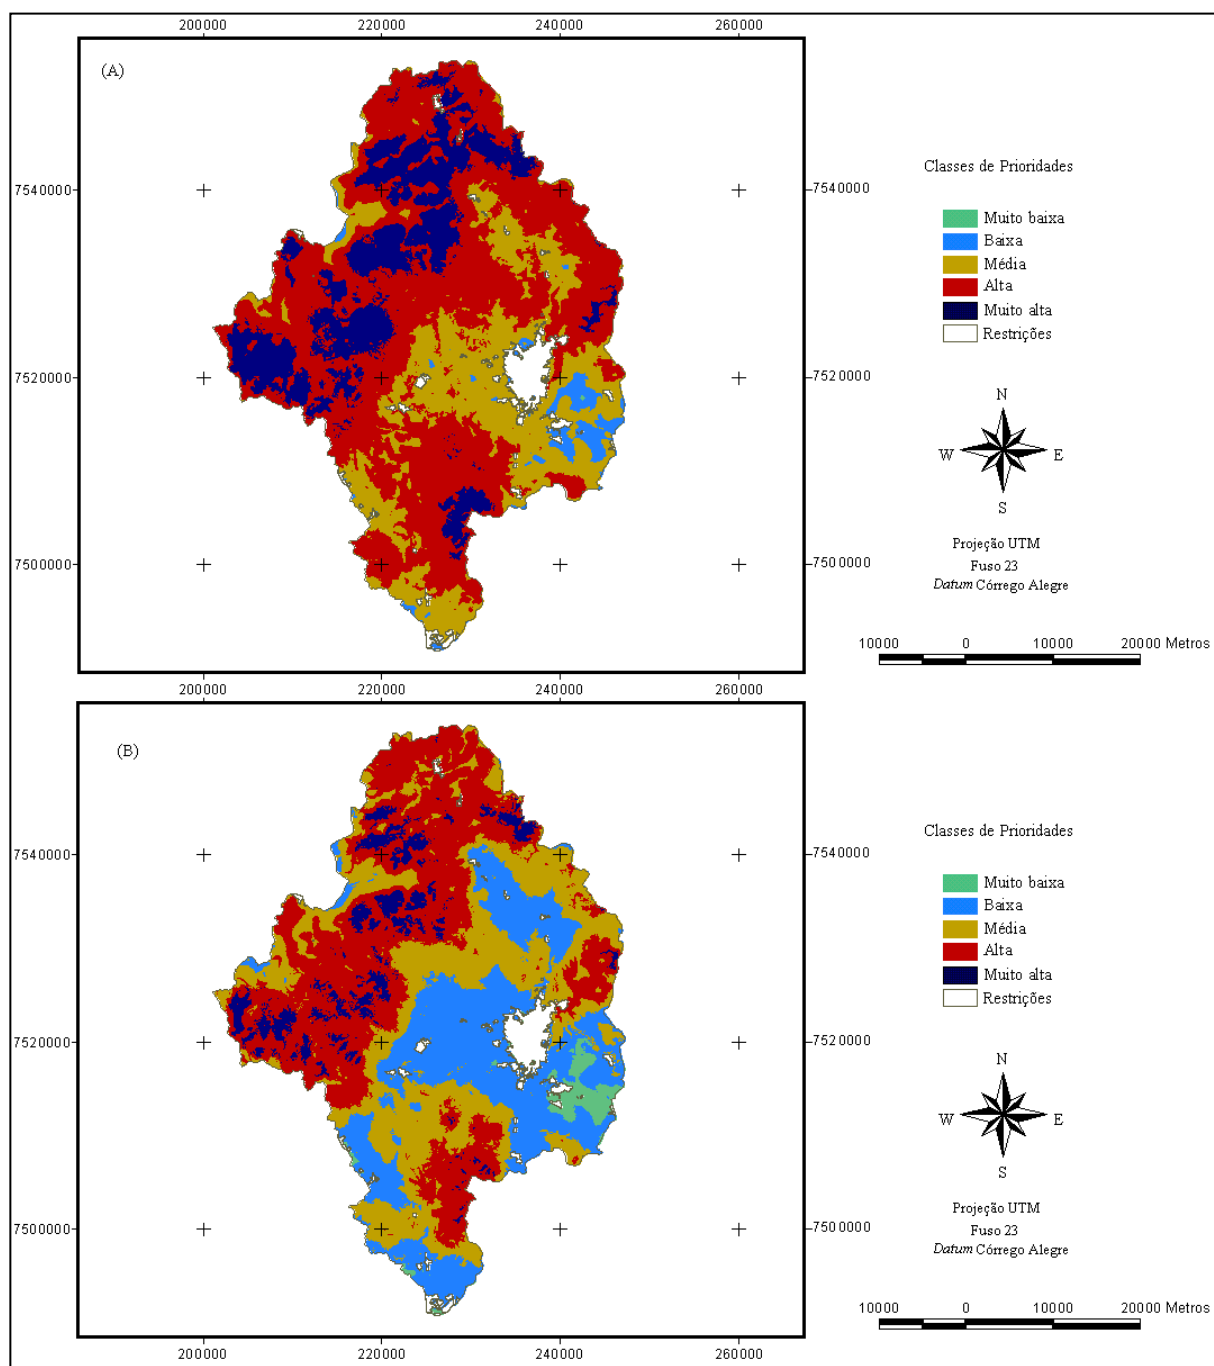 200000 220000 240000 260000
(A)
Classes de Prioridades
7540000 7540000
Muito baixa
Baixa
Média
Alta
Muito alta
Restrições
7520000 7520000
N
W E
S
Projeção UTM
7500000 7500000
Fuso 23
Datum Córrego Alegre
10000 0 10000 20000 Metros
200000 220000 240000 260000
(B)
Classes de Prioridades
7540000 7540000
Muito baixa
Baixa
Média
Alta
Muito alta
Restrições
7520000 7520000
N
W E
S
Projeção UTM
7500000 7500000
Fuso 23
Datum Córrego Alegre
10000 0 10000 20000 Metros
200000 220000 240000 260000